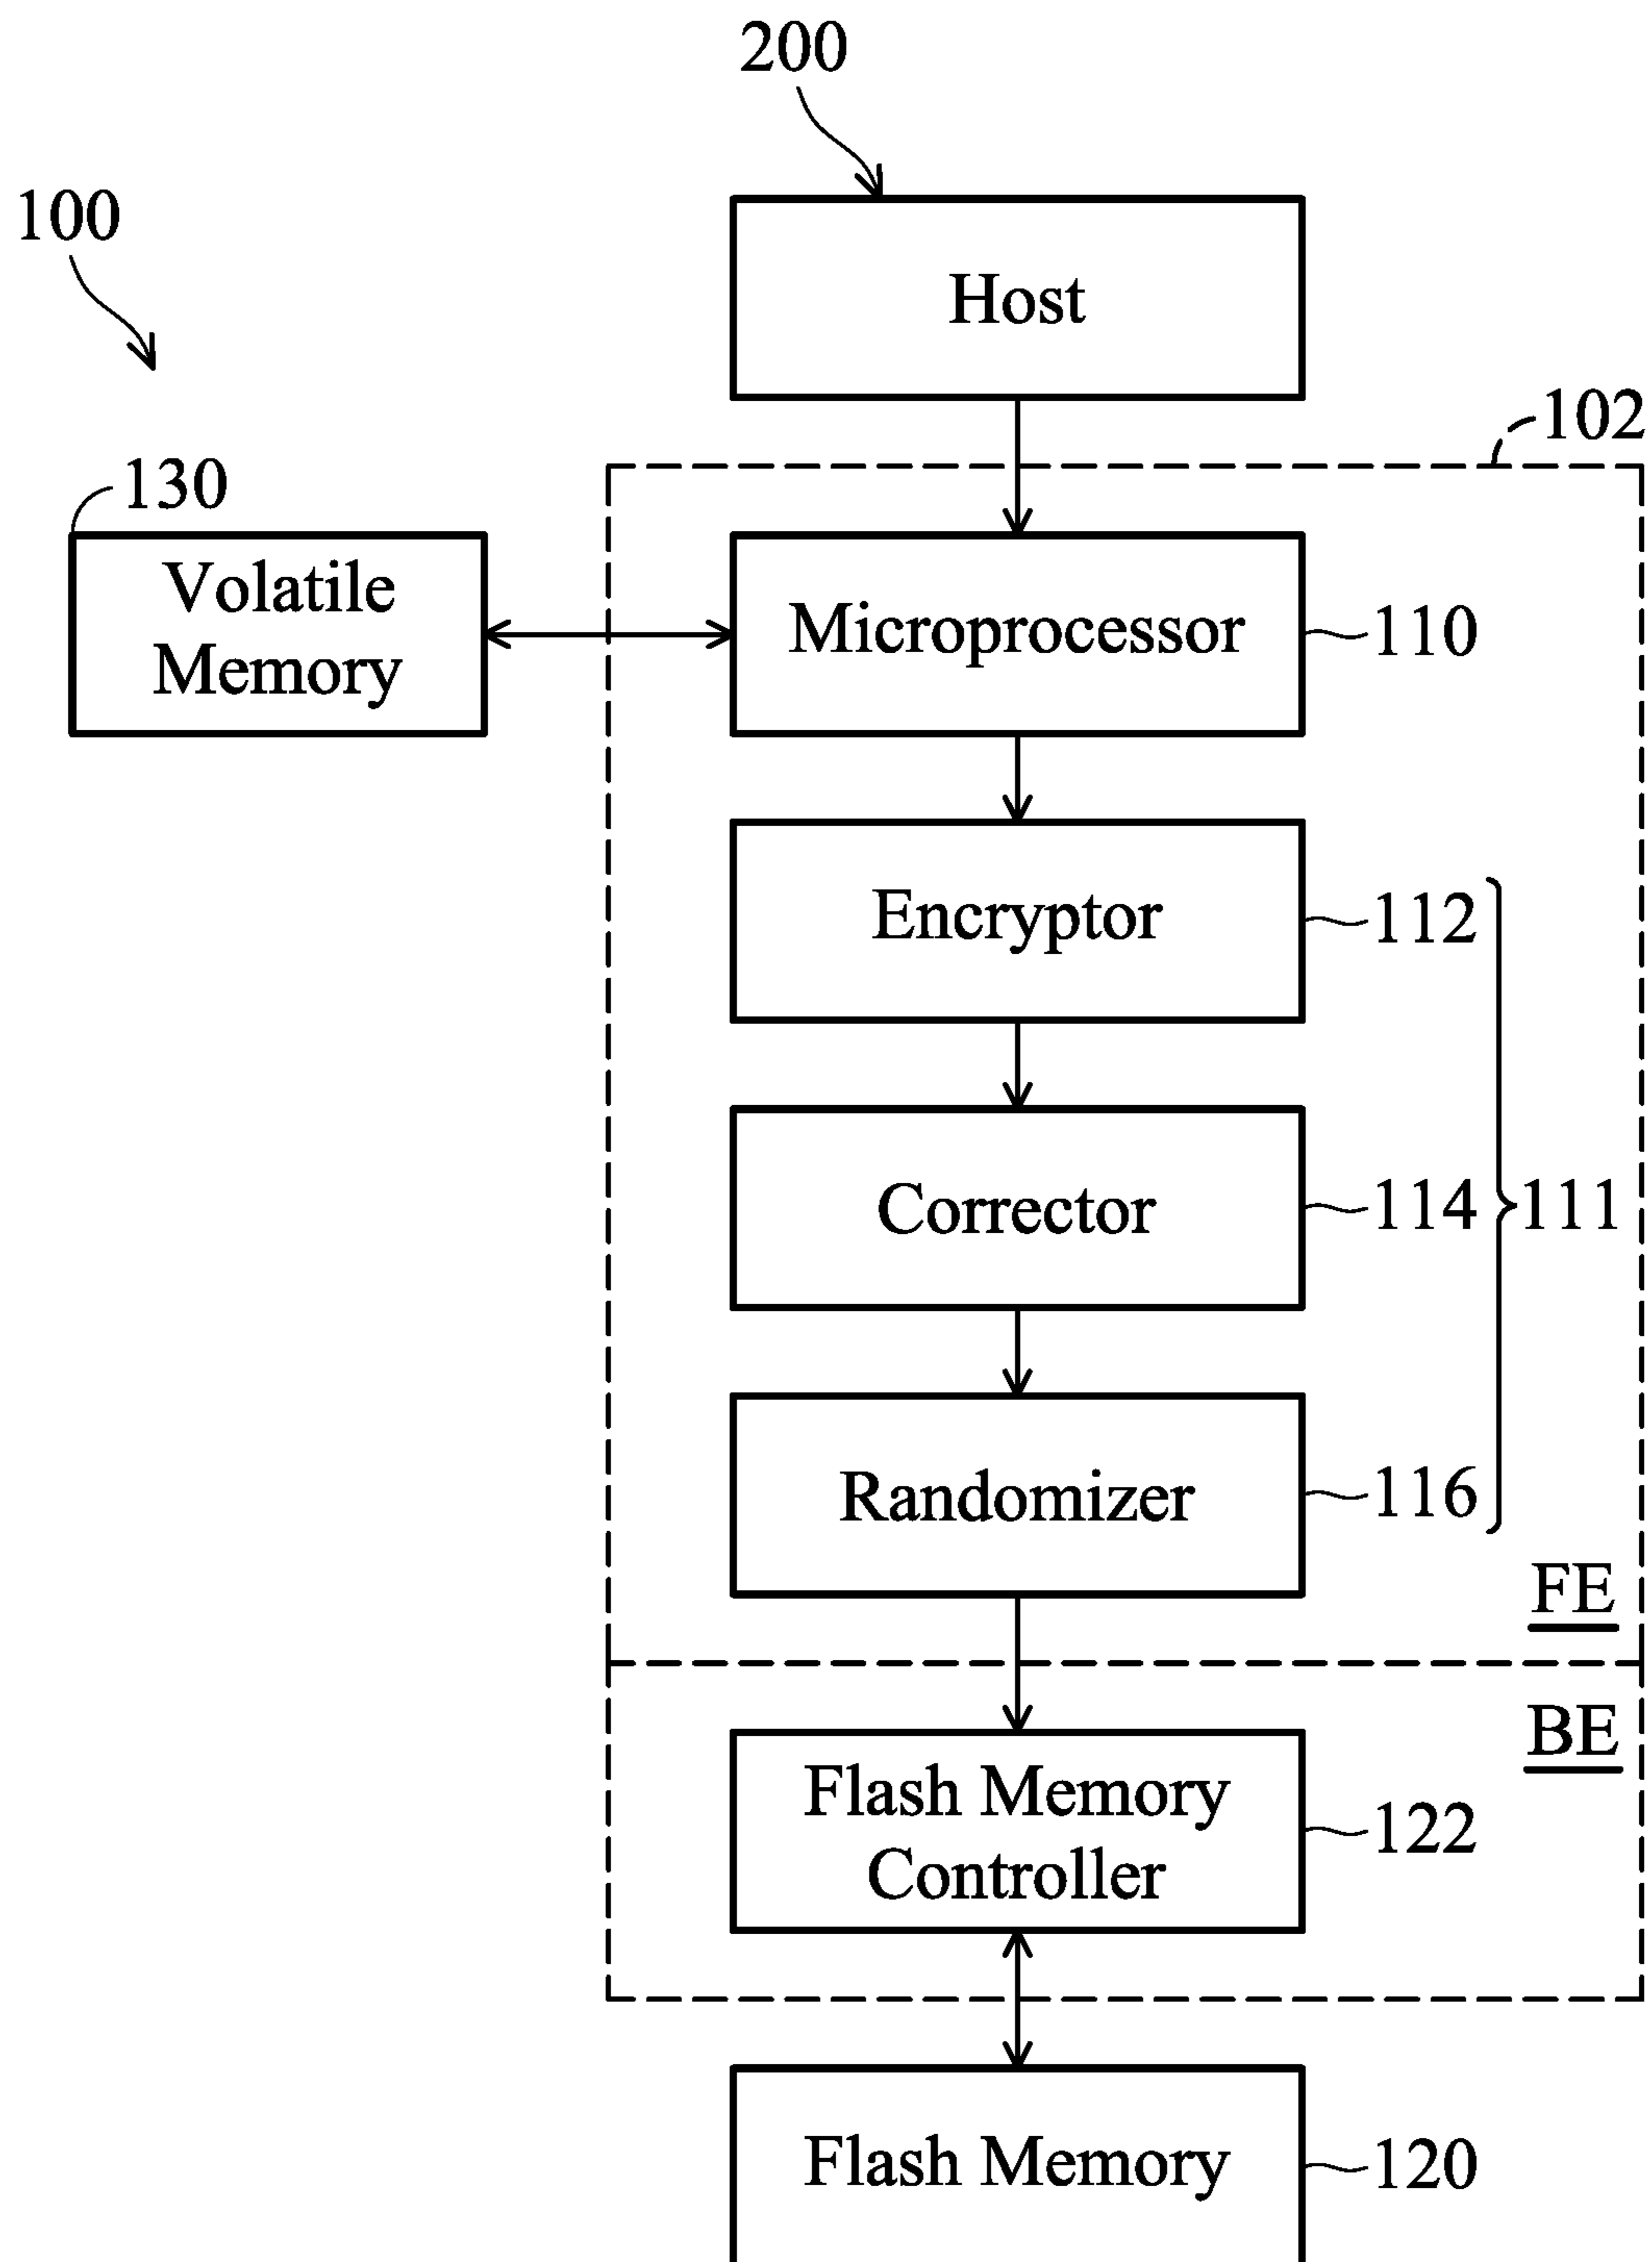 200
100
Host
102
130
Volatile
Memory
Microprocessor
110
Encryptor
112
Corrector
114
111
Randomizer
116
FE
BE
Flash Memory
Controller
122
Flash Memory
120